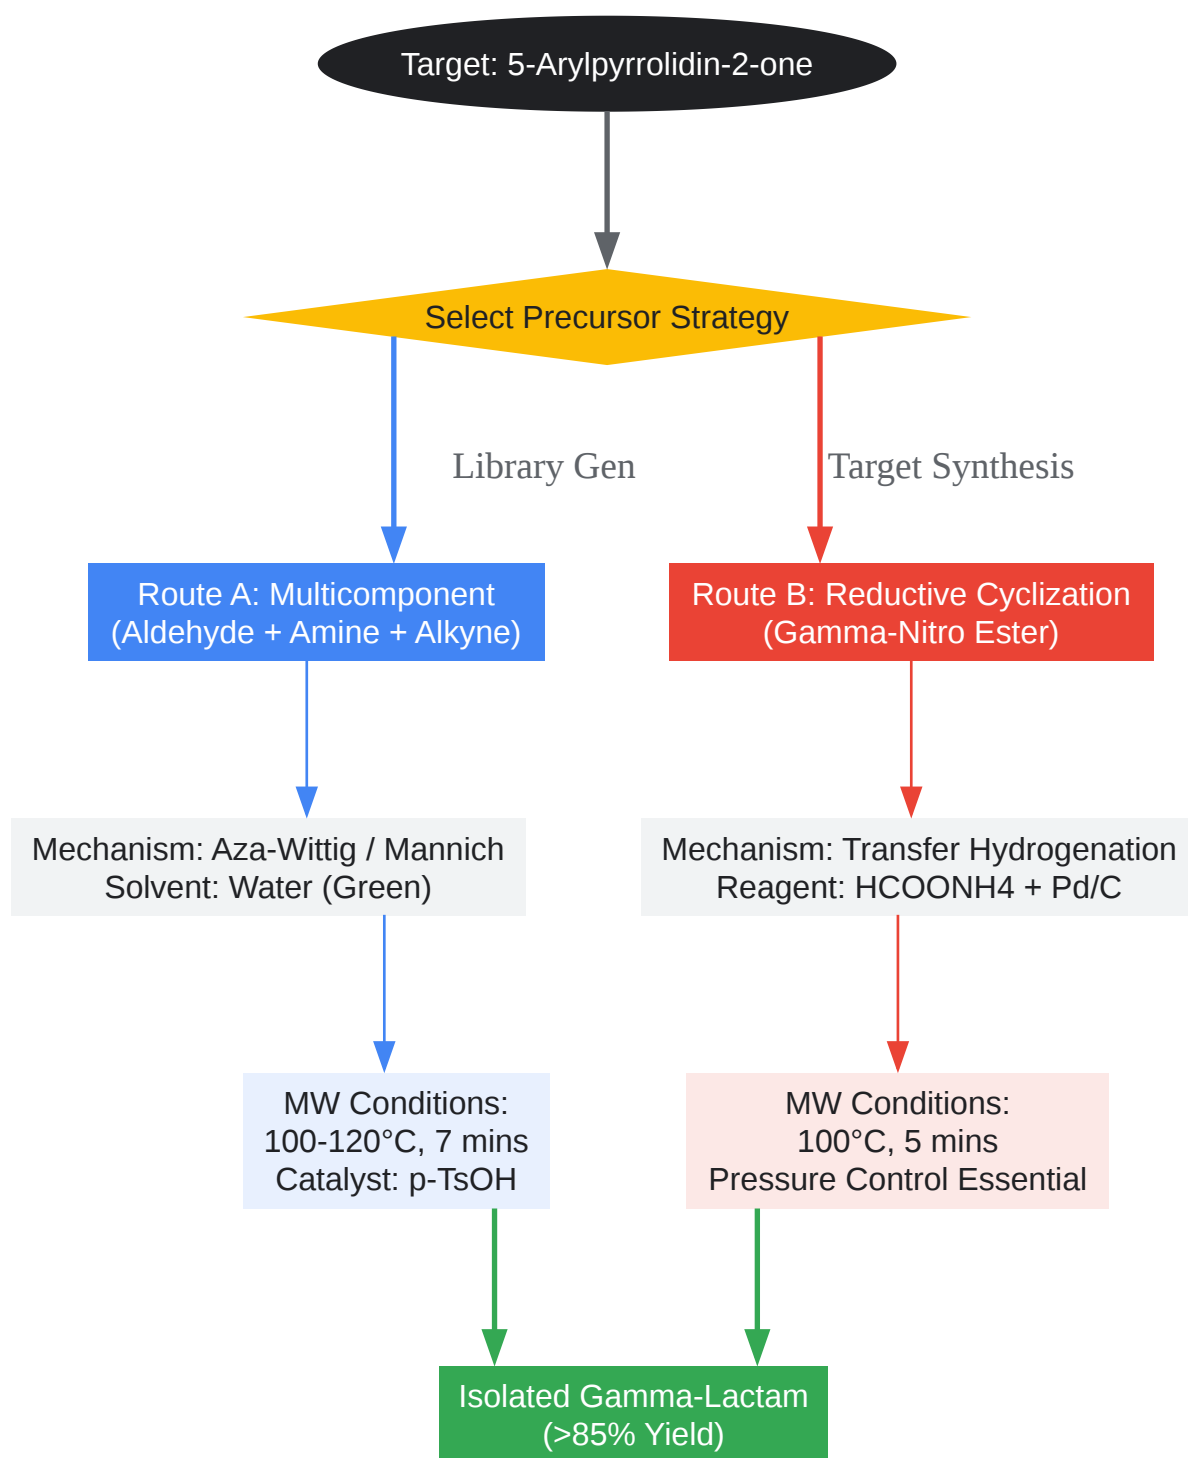 Target: 5-Arylpyrrolidin-2-one
Select Precursor Strategy
Library Gen
Target Synthesis
Route A: Multicomponent
(Aldehyde + Amine + Alkyne)
Route B: Reductive Cyclization
(Gamma-Nitro Ester)
Mechanism: Aza-Wittig / Mannich
Solvent: Water (Green)
Mechanism: Transfer Hydrogenation
Reagent: HCOONH4 + Pd/C
MW Conditions:
100-120°C, 7 mins
Catalyst: p-TsOH
MW Conditions:
100°C, 5 mins
Pressure Control Essential
Isolated Gamma-Lactam
(>85% Yield)